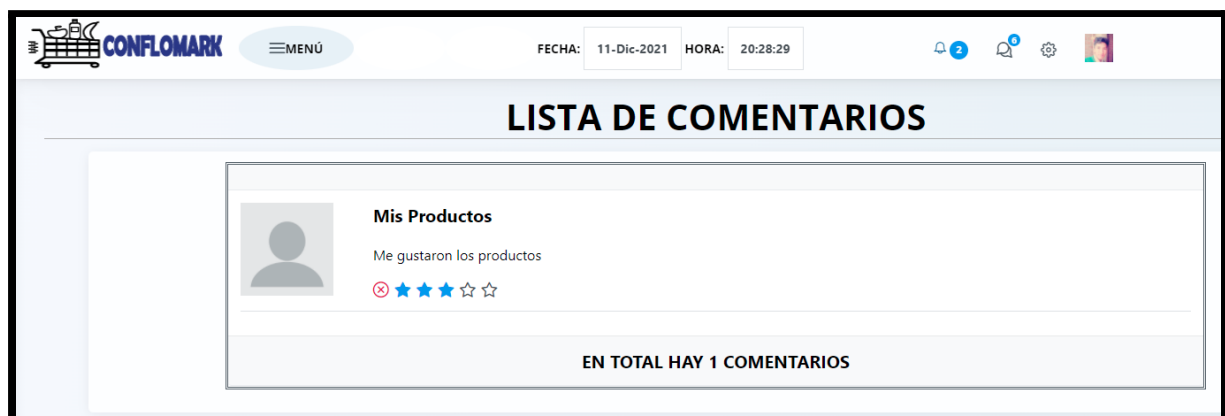 CONFLOMARK MENÚ FECHA: 11-Dic-2021 HORA: 20:28:29 2 6
LISTA DE COMENTARIOS
Mis Productos
Me gustaron los productos
EN TOTAL HAY 1 COMENTARIOS